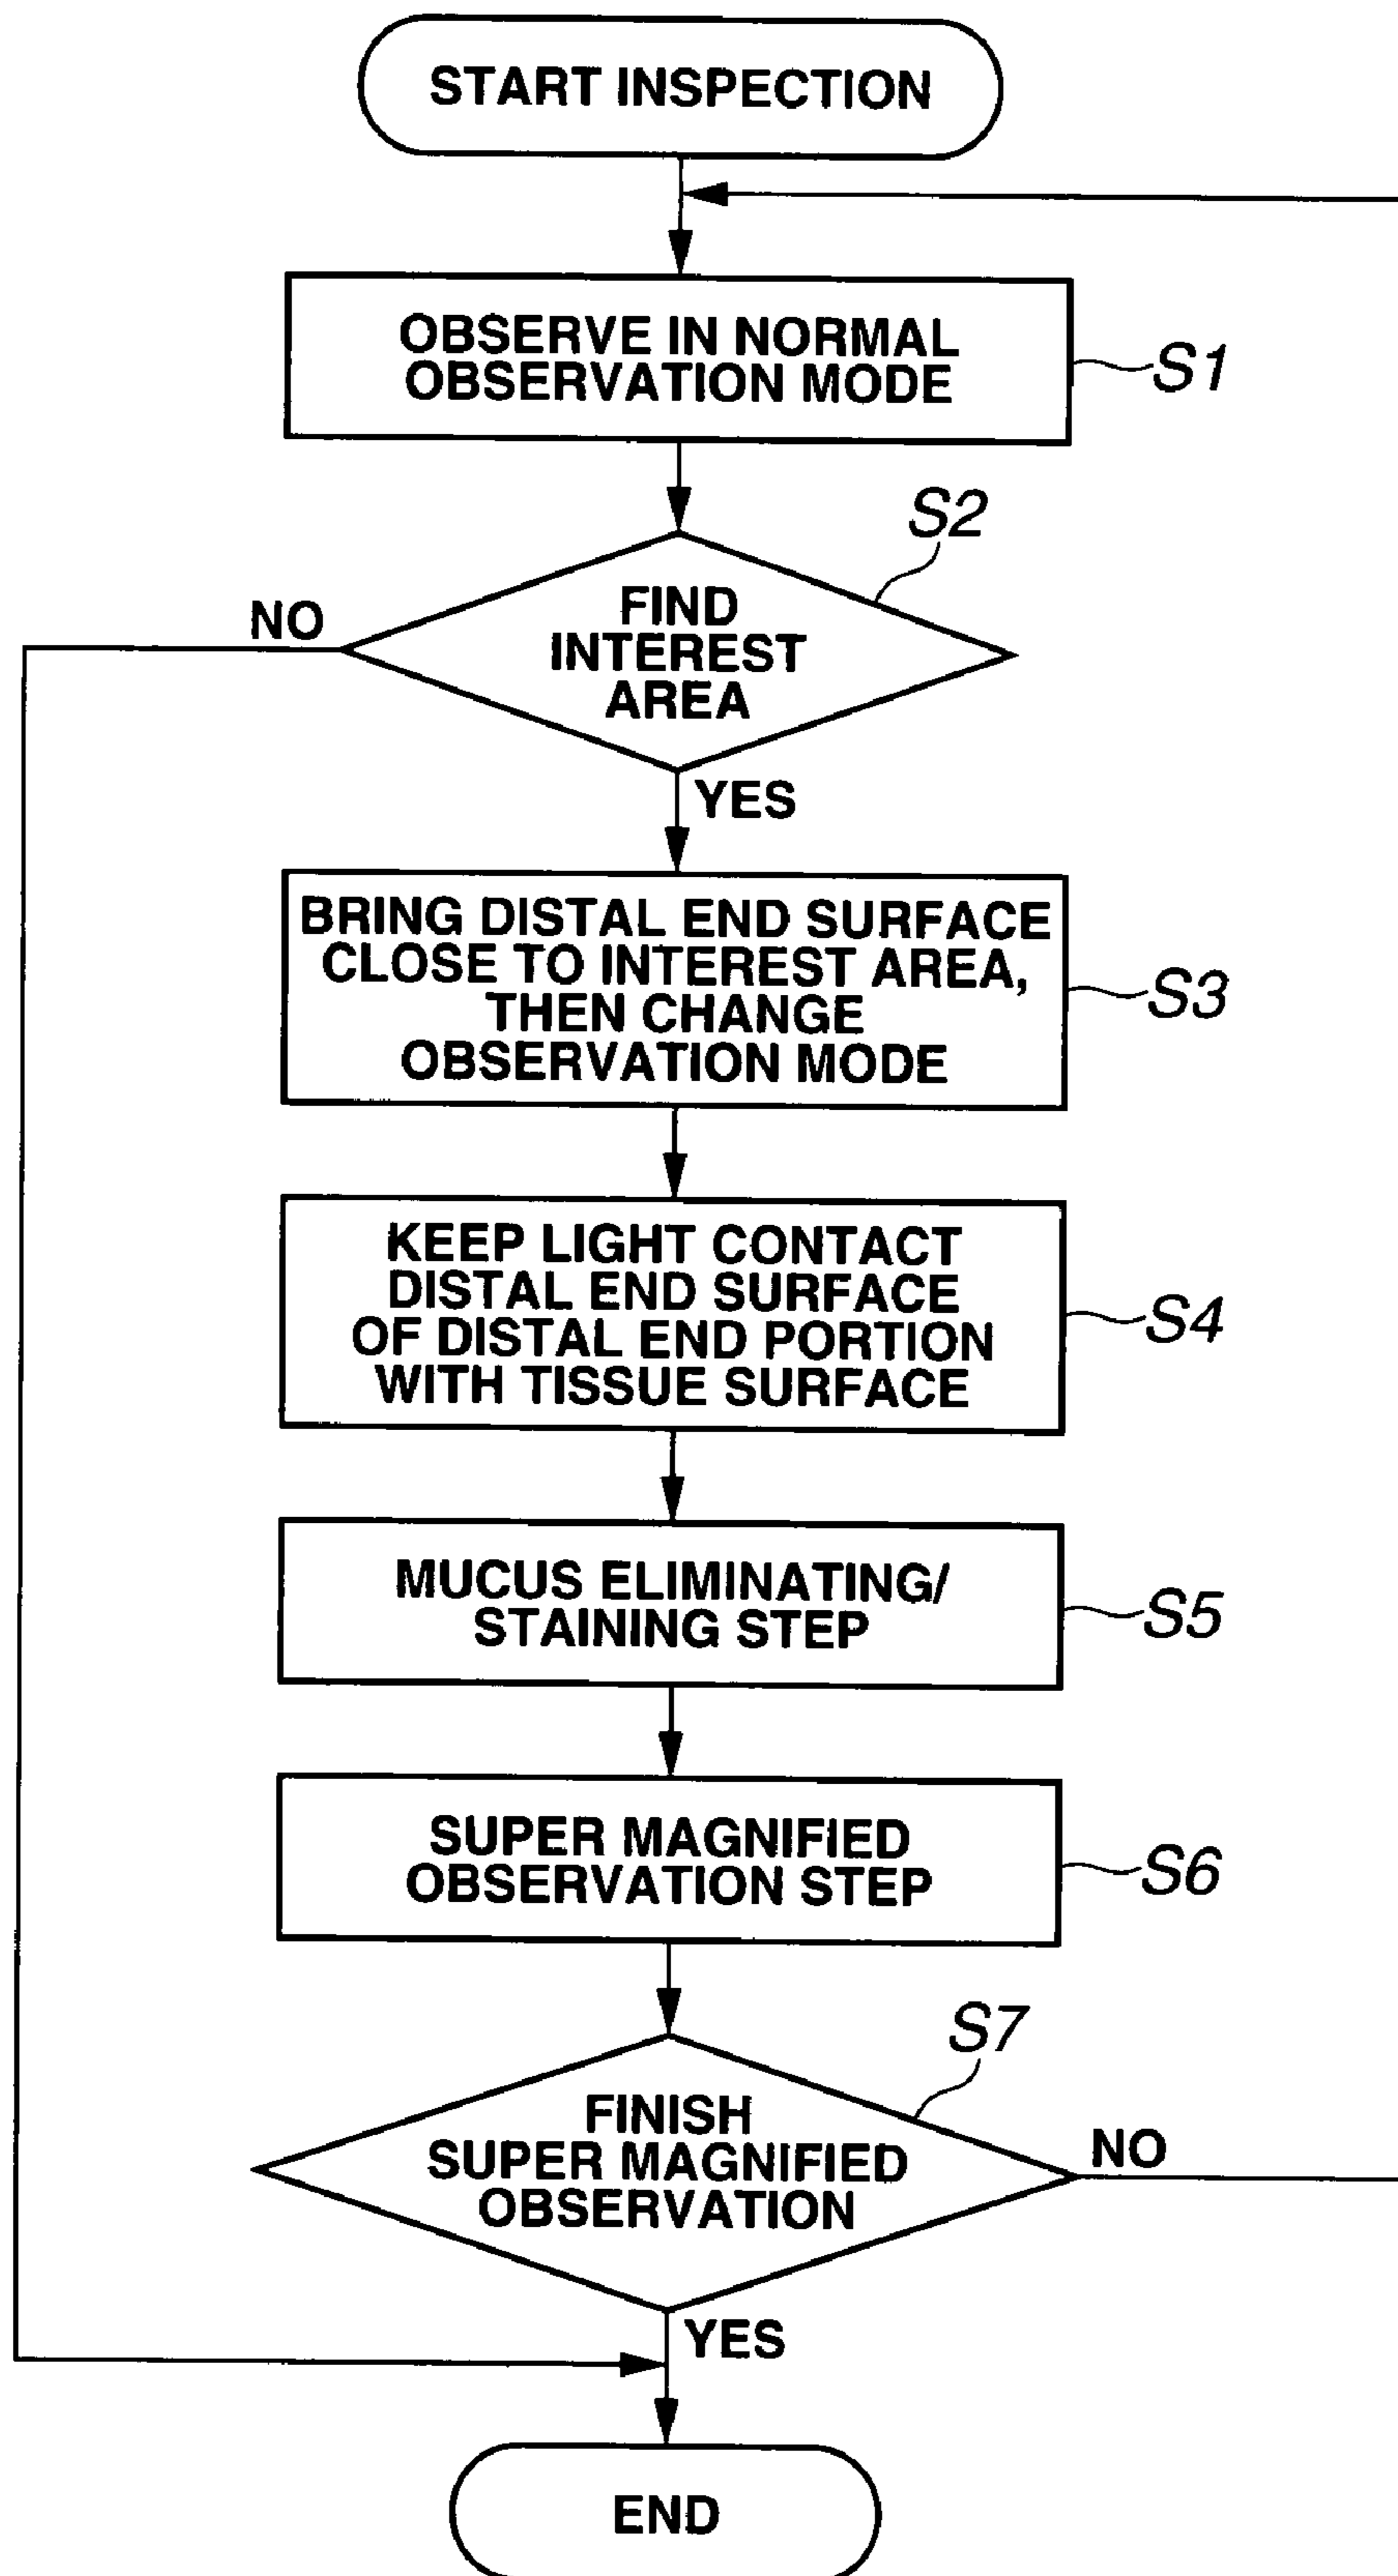 START INSPECTION
OBSERVE IN NORMAL
OBSERVATION MODE
S1
S2
NO
FIND
INTEREST
AREA
YES
BRING DISTAL END SURFACE
CLOSE TO INTEREST AREA,
THEN CHANGE
OBSERVATION MODE
S3
KEEP LIGHT CONTACT
DISTAL END SURFACE
OF DISTAL END PORTION
WITH TISSUE SURFACE
S4
MUCUS ELIMINATING/
STAINING STEP
S5
SUPER MAGNIFIED
OBSERVATION STEP
S6
S7
FINISH
SUPER MAGNIFIED
OBSERVATION
NO
YES
END